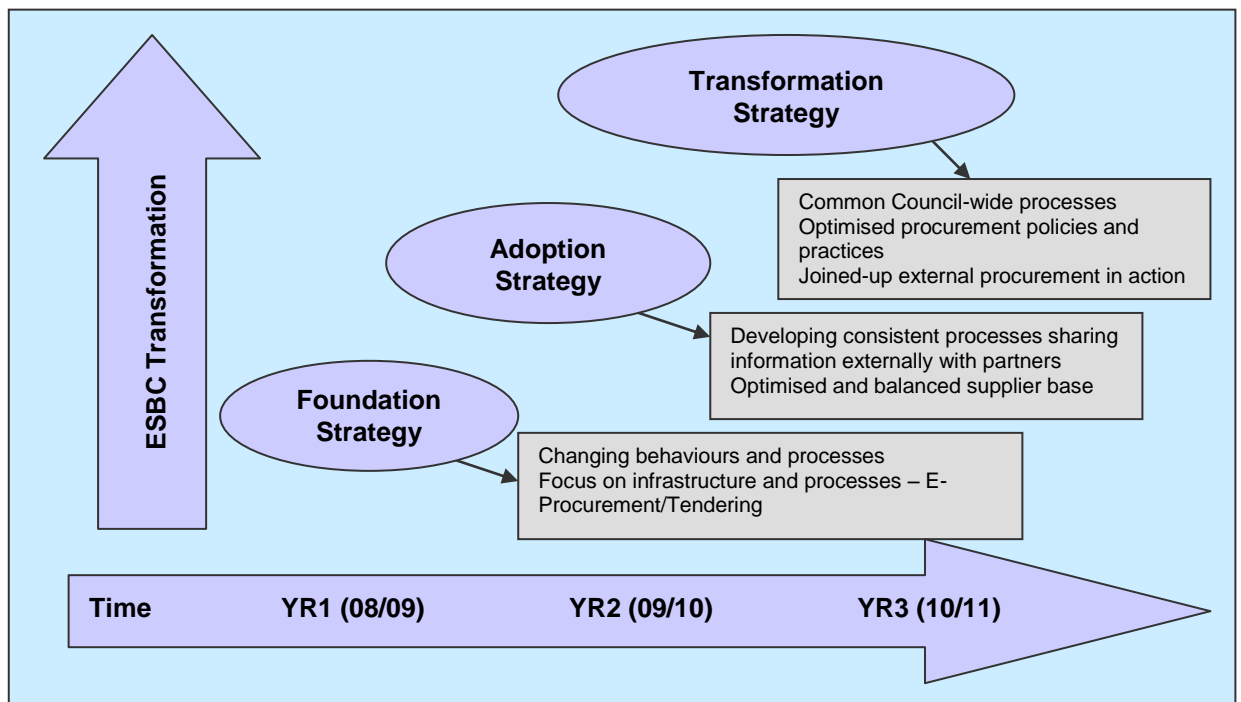 Transformation
Strategy
Common Council-wide processes
Optimised procurement policies and
practices
Joined-up external procurement in action
ESBC Transformation
Adoption
Strategy
Developing consistent processes sharing
information externally with partners
Optimised and balanced supplier base
Foundation
Strategy
Changing behaviours and processes
Focus on infrastructure and processes – E-
Procurement/Tendering
Time YR1 (08/09) YR2 (09/10) YR3 (10/11)